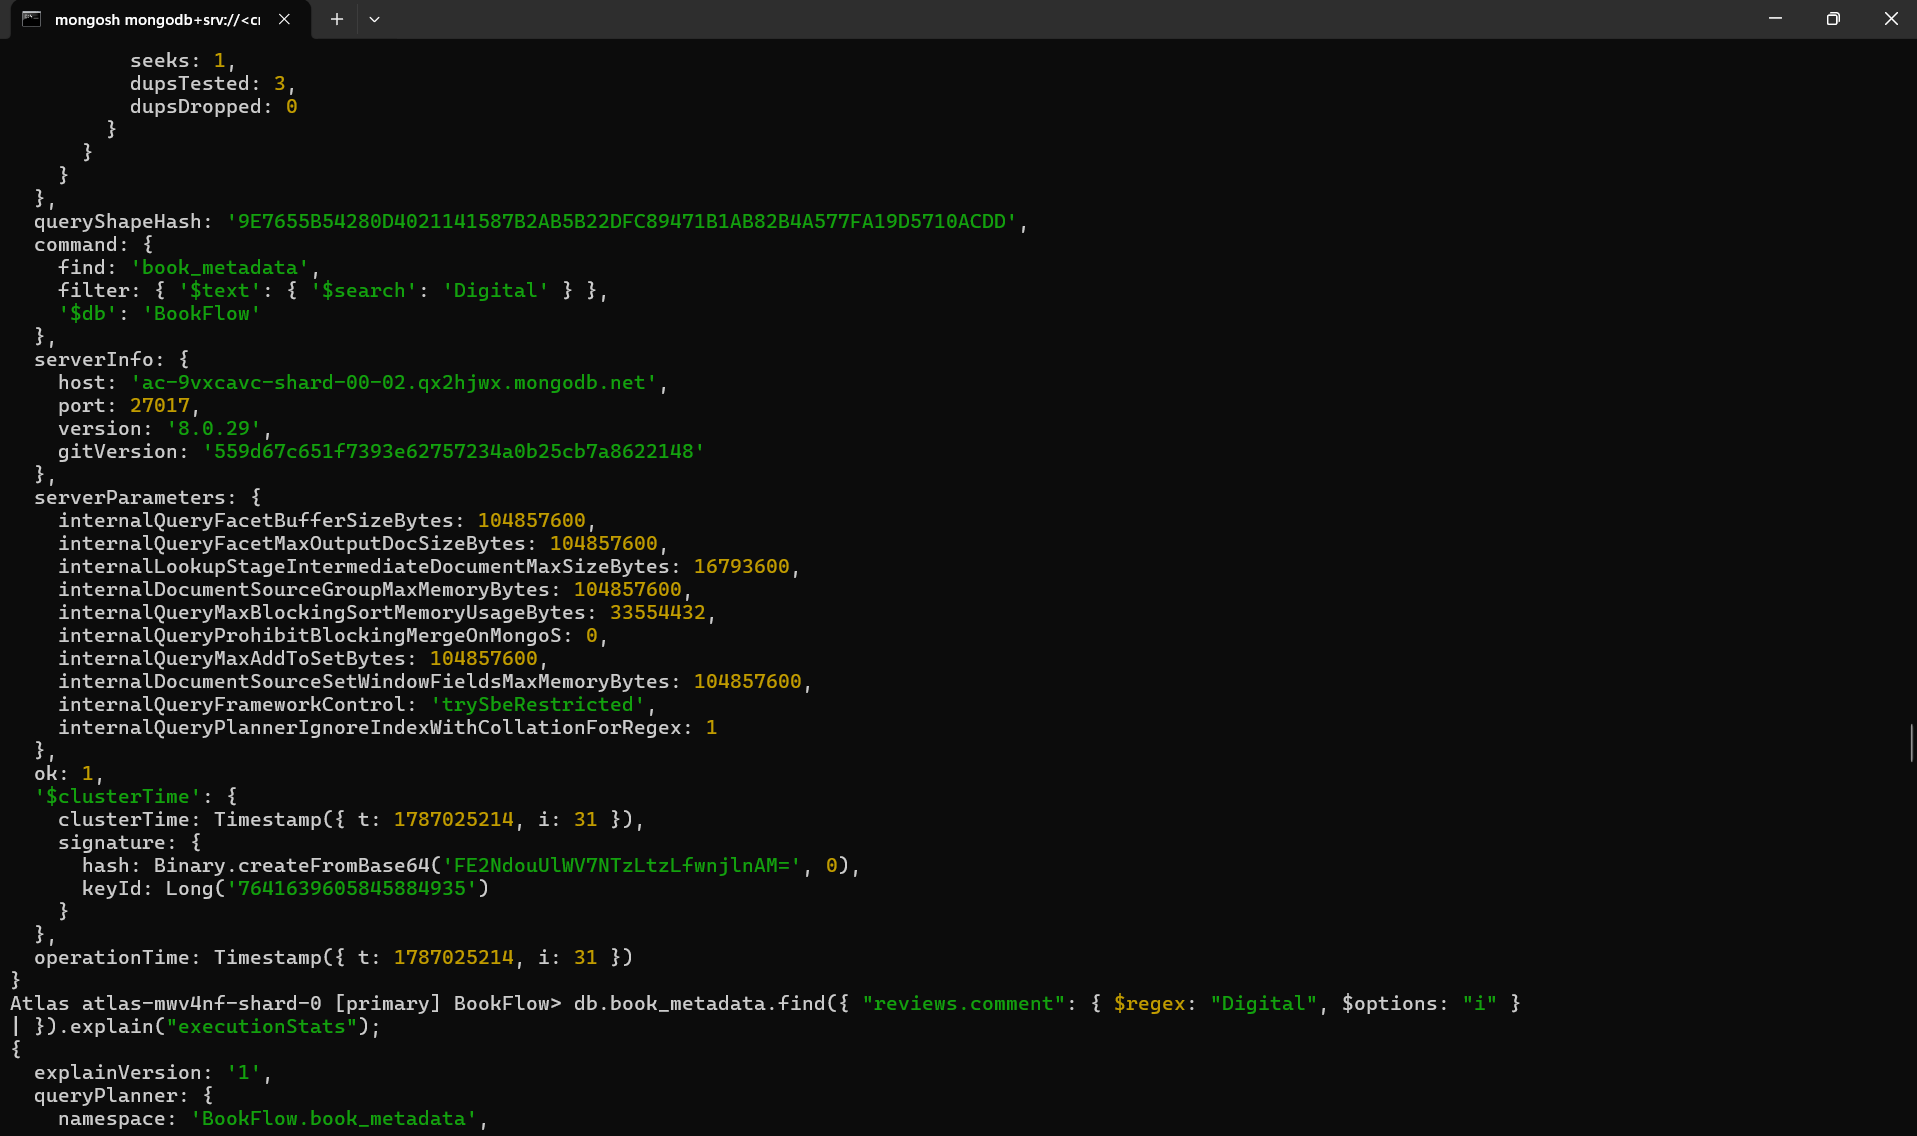 mongosh mongodb+srv://<cr
seeks: 1,
dupsTested: 3,
dupsDropped: 0
}
}
}
},
queryShapeHash: '9E7655B54280D4021141587B2AB5B22DFC89471B1AB82B4A577FA19D5710ACDD',
command: {
find: 'book_metadata',
filter: { '$text': { '$search': 'Digital' } },
'$db': 'BookFlow'
},
serverInfo: {
host: 'ac-9vxcavc-shard-00-02.qx2hjwx.mongodb.net',
port: 27017,
version: '8.0.29',
gitVersion: '559d67c651f7393e62757234a0b25cb7a8622148'
},
serverParameters: {
internalQueryFacetBufferSizeBytes: 104857600,
internalQueryFacetMaxOutputDocSizeBytes: 104857600,
internalLookupStageIntermediateDocumentMaxSizeBytes: 16793600,
internalDocumentSourceGroupMaxMemoryBytes: 104857600,
internalQueryMaxBlockingSortMemoryUsageBytes: 33554432,
internalQueryProhibitBlockingMergeOnMongoS: 0,
internalQueryMaxAddToSetBytes: 104857600,
internalDocumentSourceSetWindowFieldsMaxMemoryBytes: 104857600,
internalQueryFrameworkControl: 'trySbeRestricted',
internalQueryPlannerIgnoreIndexWithCollationForRegex: 1
},
ok: 1,
'$clusterTime': {
clusterTime: Timestamp({ t: 1787025214, i: 31 }),
signature: {
hash: Binary.createFromBase64('FE2NdouUlWV7NTzLtzLfwnjlnAM=', 0),
keyId: Long('7641639605845884935')
}
},
operationTime: Timestamp({ t: 1787025214, i: 31 })
}
Atlas atlas-mwv4nf-shard-0 [primary] BookFlow> db.book_metadata.find({ "reviews.comment": { $regex: "Digital", $options: "i" }
| }).explain("executionStats");
{
explainVersion: '1',
queryPlanner: {
namespace: 'BookFlow.book_metadata',